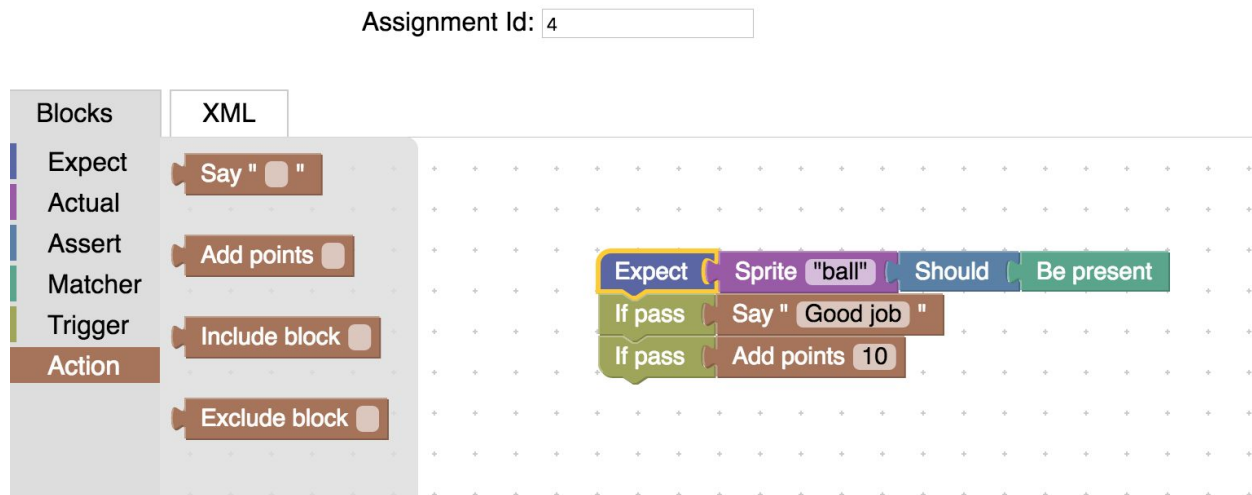 Assignment Id: 4
Blocks XML
Expect
Actual
Assert
Matcher
Trigger
Action
Say " "
Add points
Include block
Exclude block
Expect Sprite "ball" Should Be present
If pass Say " Good job "
If pass Add points 10